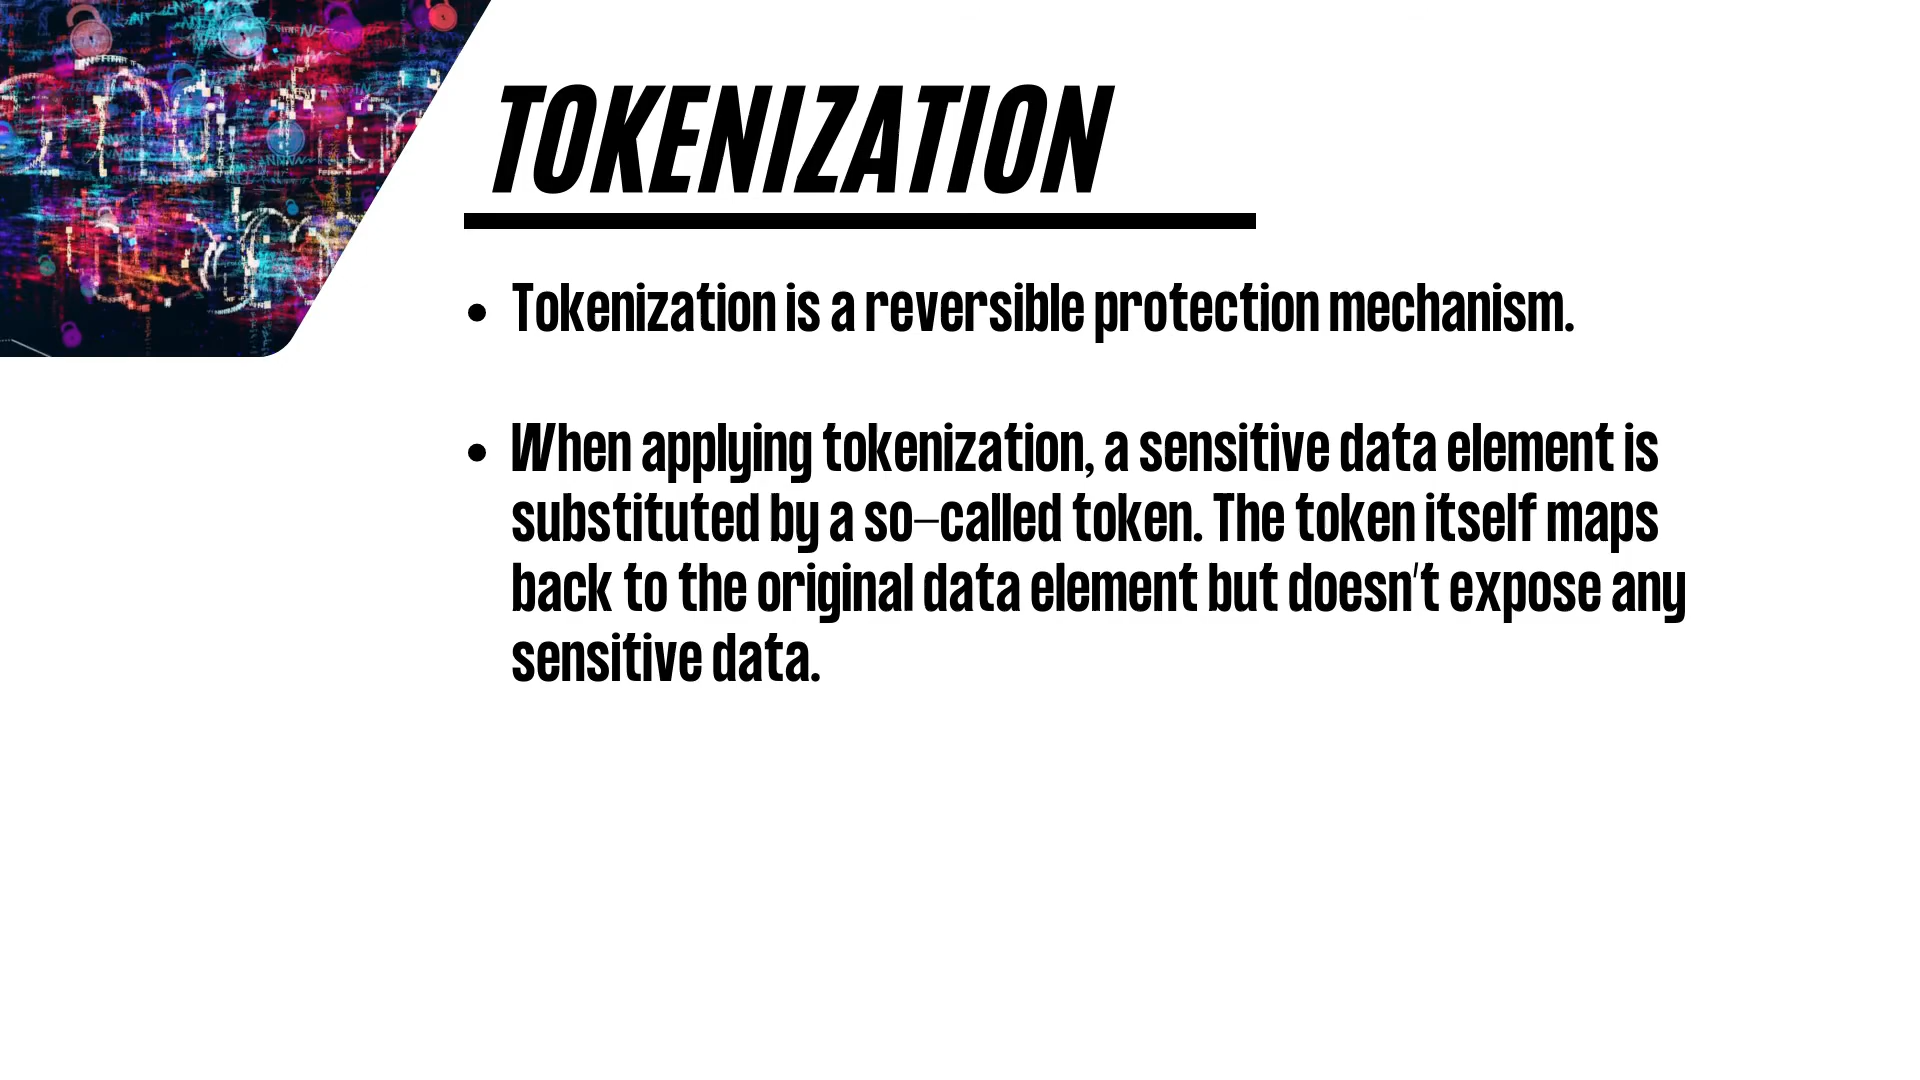 TOKENIZATION
• Tokenization is a reversible protection mechanism.
• When applying tokenization, a sensitive data element is
substituted by a so-called token. The token itself maps
back to the original data element but doesn't expose any
sensitive data.